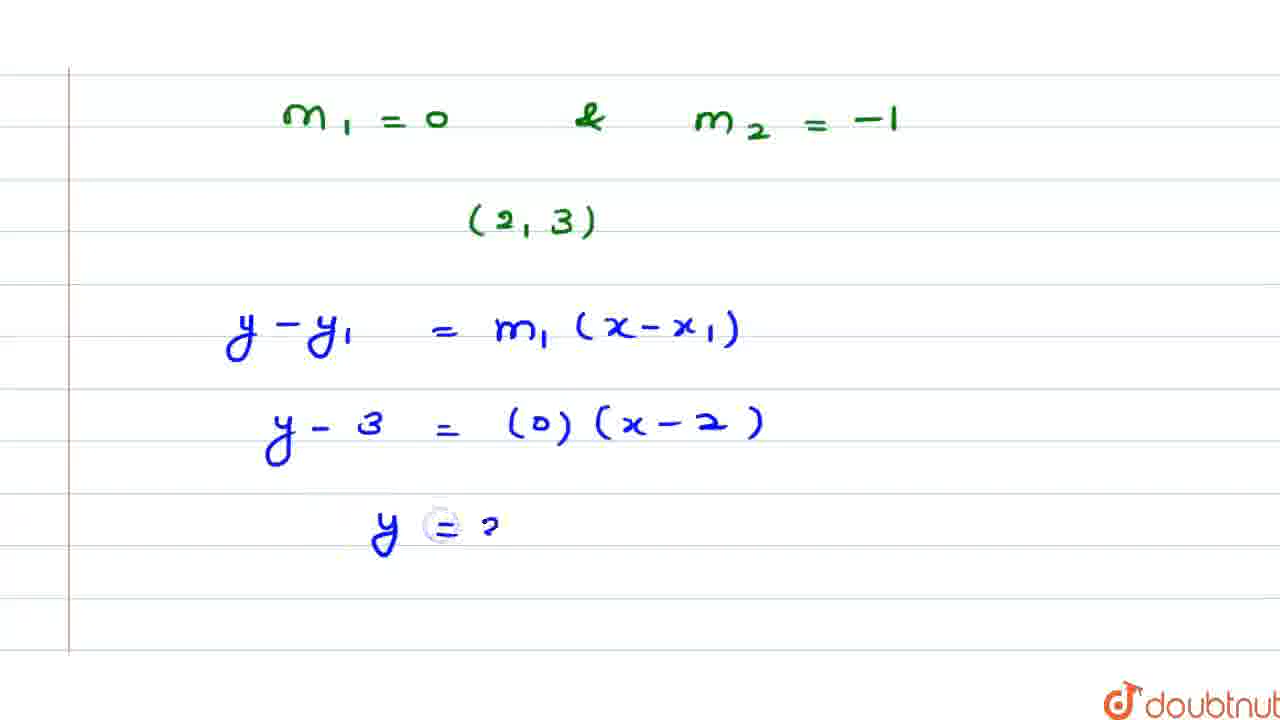 m₁ = 0 & m₂ = -1
(2, 3)
y - y₁ = m₁ (x - x₁)
y - 3 = (0) (x - 2)
y =
doubtnut